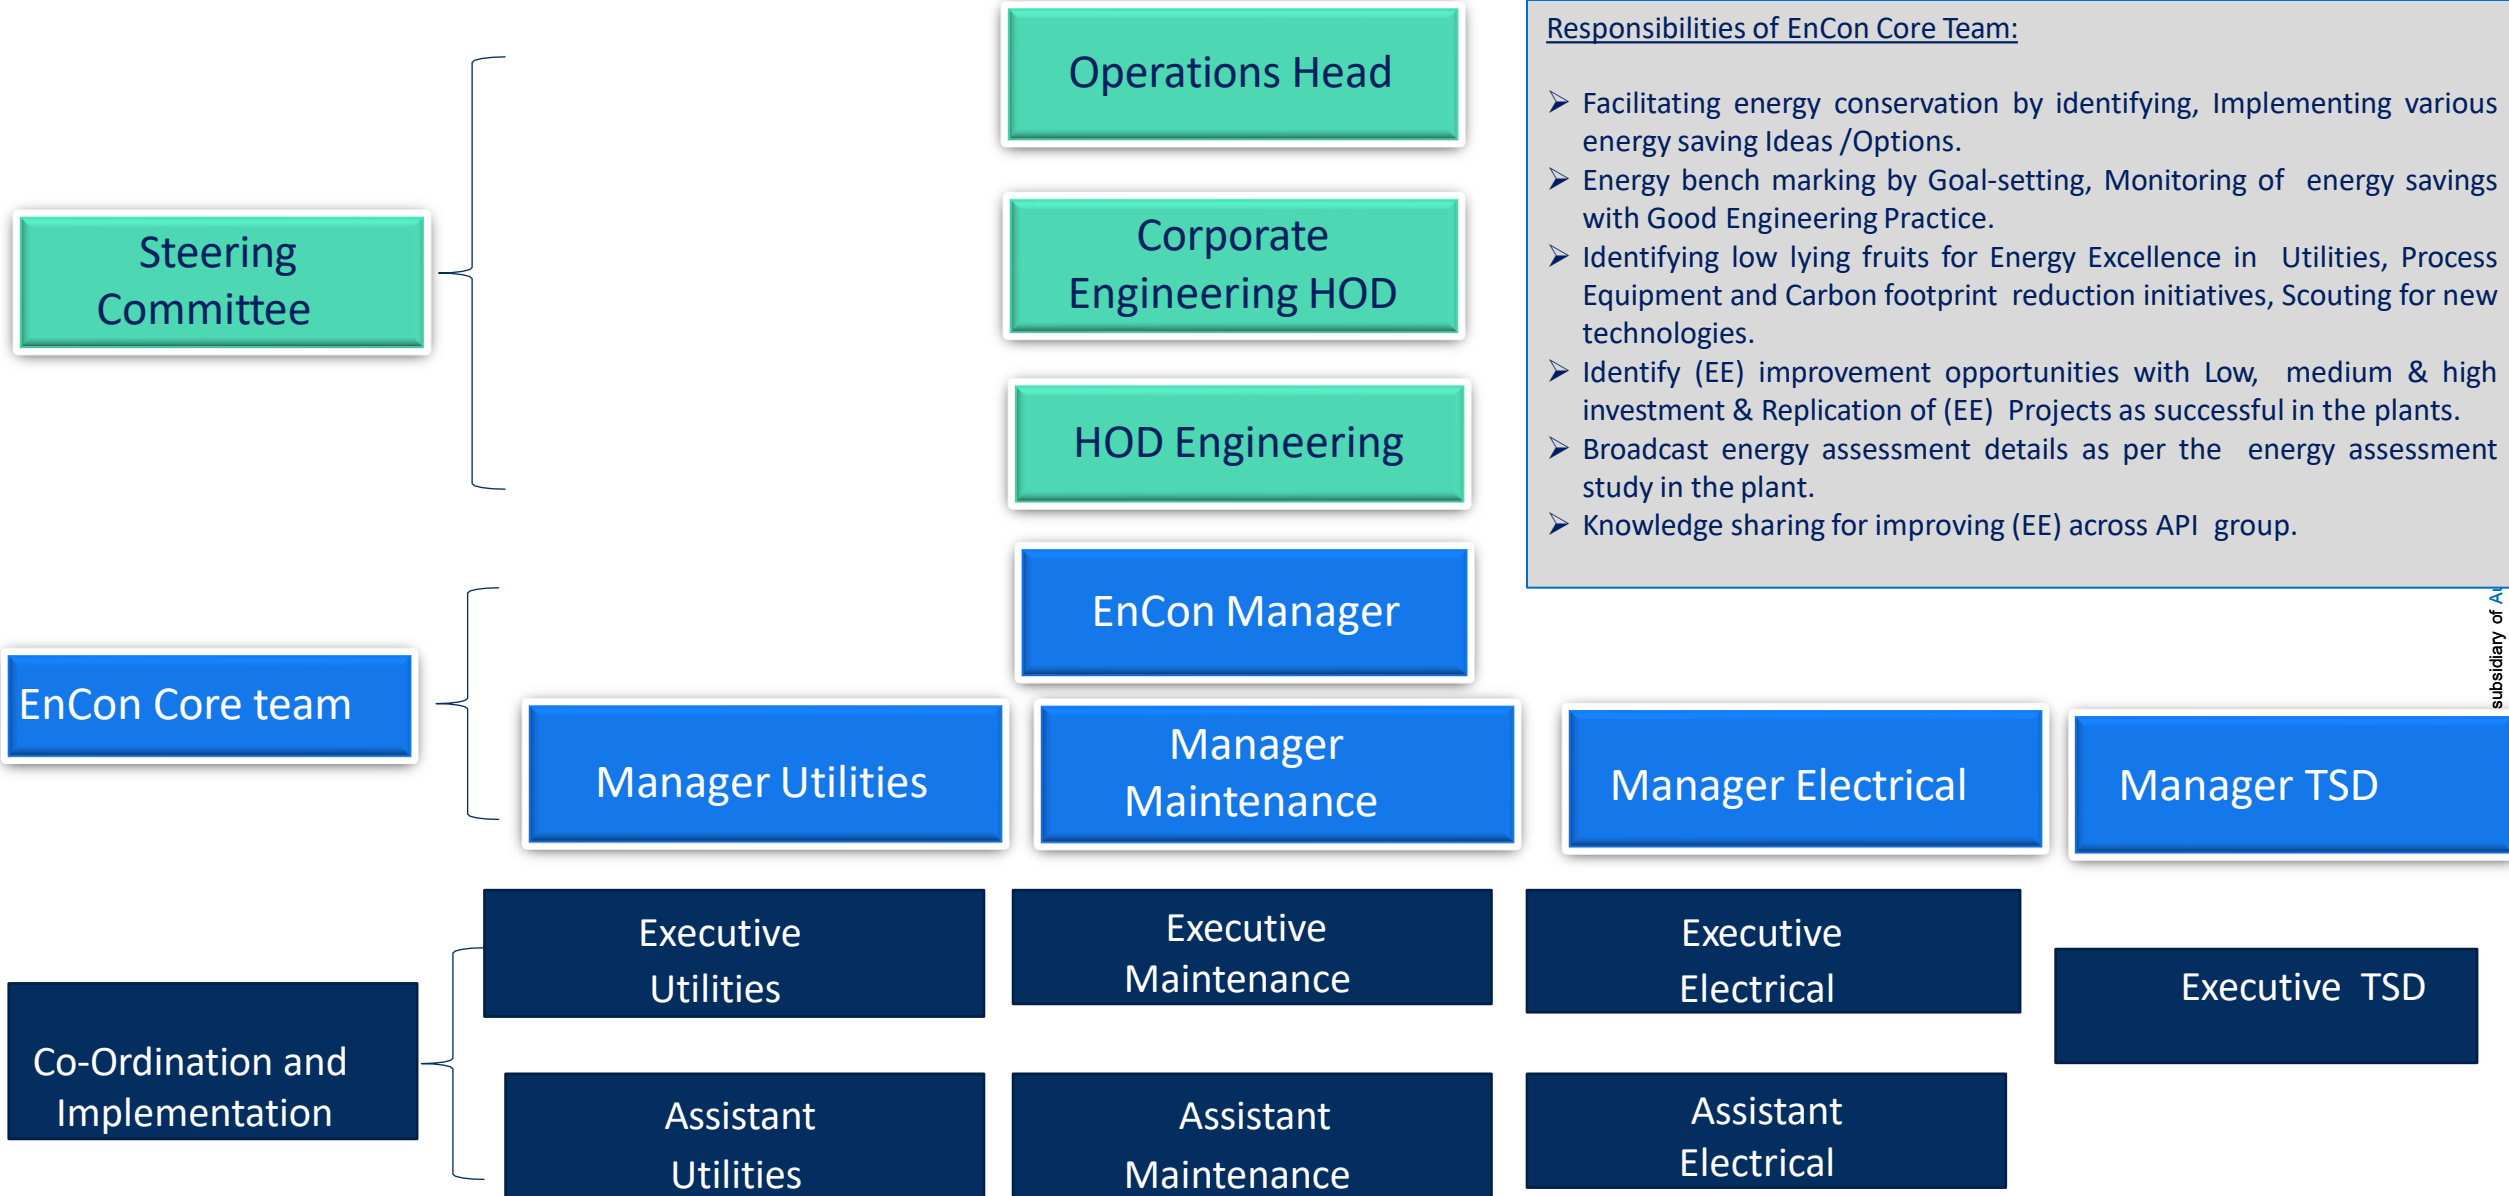 Operations Head
Corporate
Engineering HOD
HOD Engineering
Steering
Committee
Responsibilities of EnCon Core Team:
➢ Facilitating energy conservation by identifying, Implementing various
energy saving Ideas /Options.
➢ Energy bench marking by Goal-setting, Monitoring of energy savings
with Good Engineering Practice.
➢ Identifying low lying fruits for Energy Excellence in Utilities, Process
Equipment and Carbon footprint reduction initiatives, Scouting for new
technologies.
➢ Identify (EE) improvement opportunities with Low, medium & high
investment & Replication of (EE) Projects as successful in the plants.
➢ Broadcast energy assessment details as per the energy assessment
study in the plant.
➢ Knowledge sharing for improving (EE) across API group.
subsidiary of
EnCon Manager
EnCon Core team
Manager Utilities
Manager
Maintenance
Manager Electrical
Manager TSD
Executive
Utilities
Executive
Maintenance
Executive
Electrical
Executive TSD
Co-Ordination and
Implementation
Assistant
Utilities
Assistant
Maintenance
Assistant
Electrical